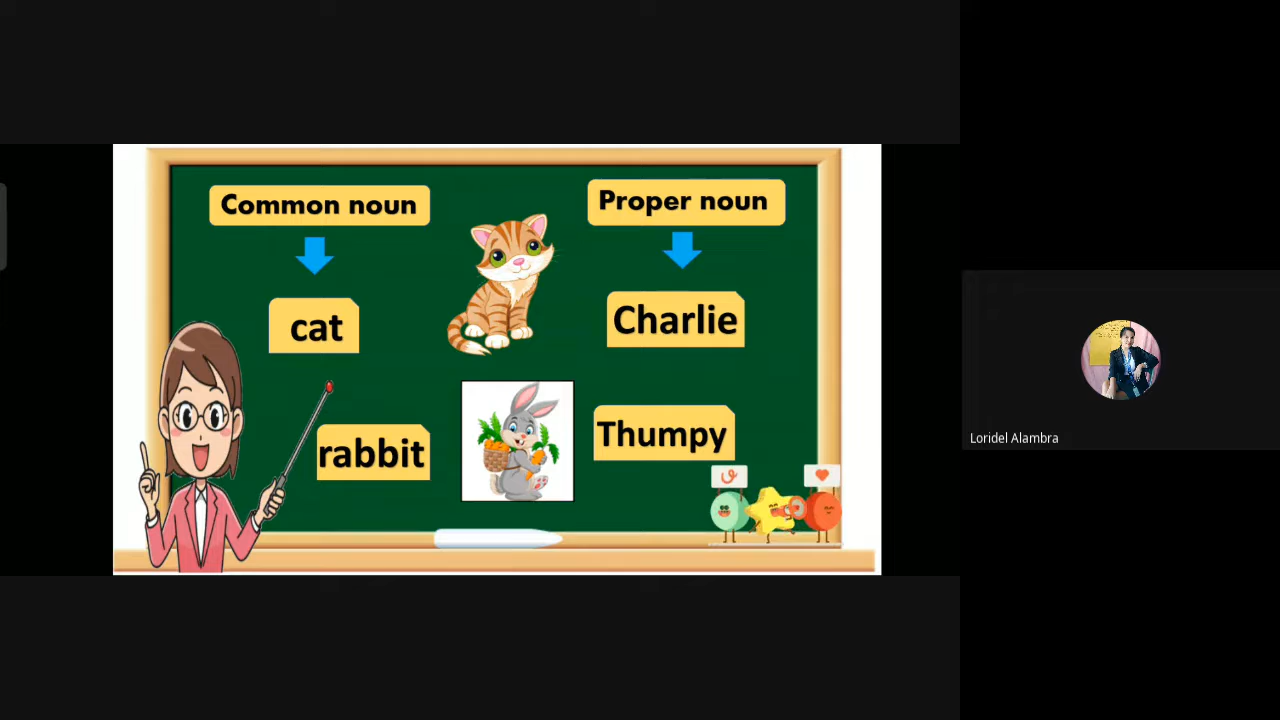 Common noun
Proper noun
cat
Charlie
rabbit
Thumpy
Loridel Alambra